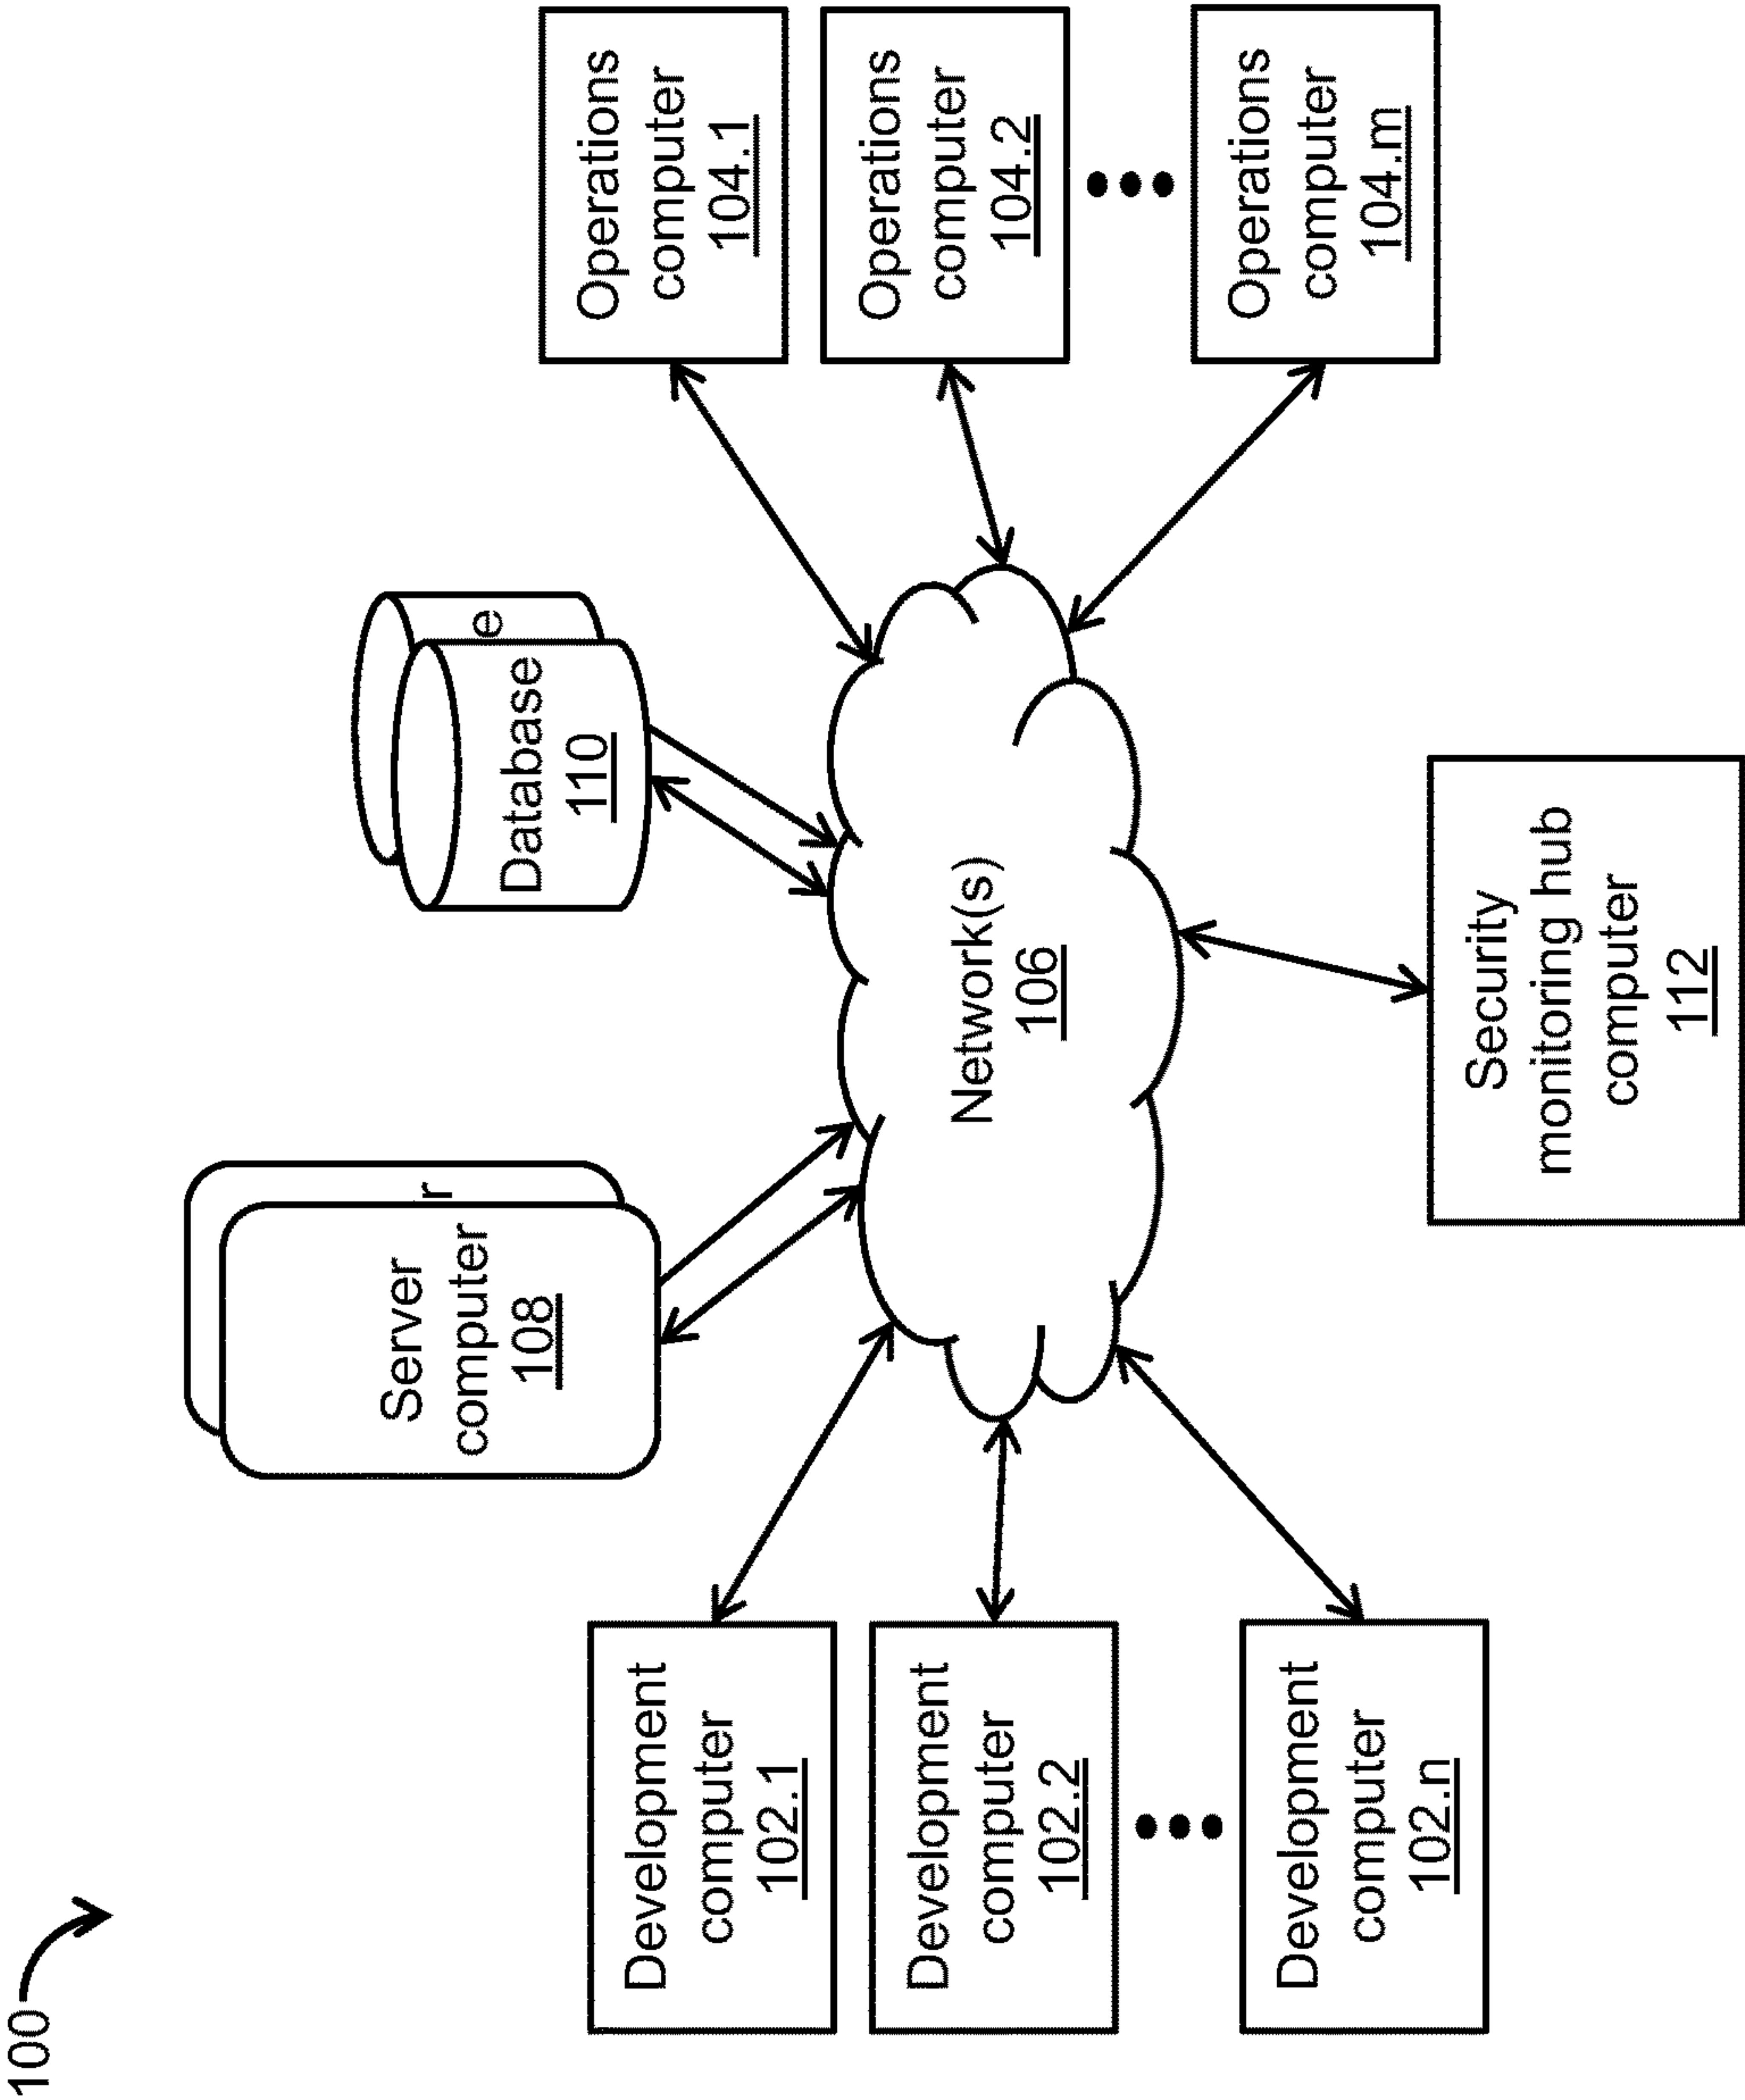 100
Server
computer
108
r
Database
110
e
Development
computer
102.1
Development
computer
102.2
Development
computer
102.n
Network(s)
106
Operations
computer
104.1
Operations
computer
104.2
Operations
computer
104.m
Security
monitoring hub
computer
112